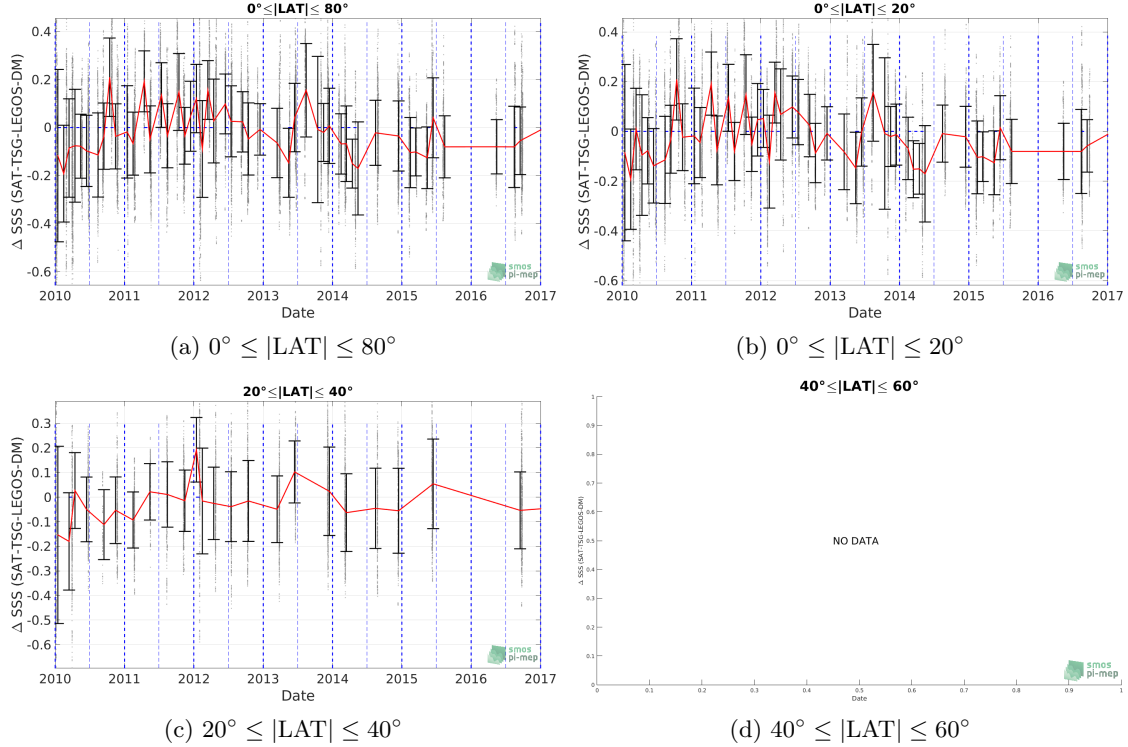 0°≤|LAT|≤ 80°
Δ SSS (SAT-TSG-LEGOS-DM)
0.4
0.2
0
-0.2
-0.4
-0.6
2010 2011 2012 2013 2014 2015 2016 2017
Date
smos
pi-mep
(a) 0° ≤ |LAT| ≤ 80°
0°≤|LAT|≤ 20°
Δ SSS (SAT-TSG-LEGOS-DM)
0.4
0.2
0
-0.2
-0.4
-0.6
2010 2011 2012 2013 2014 2015 2016 2017
Date
smos
pi-mep
(b) 0° ≤ |LAT| ≤ 20°
20°≤|LAT|≤ 40°
Δ SSS (SAT-TSG-LEGOS-DM)
0.3
0.2
0.1
0
-0.1
-0.2
-0.3
-0.4
-0.5
-0.6
2010 2011 2012 2013 2014 2015 2016 2017
Date
smos
pi-mep
(c) 20° ≤ |LAT| ≤ 40°
40°≤|LAT|≤ 60°
Δ SSS (SAT-TSG-LEGOS-DM)
1
0.9
0.8
0.7
0.6
0.5
0.4
0.3
0.2
0.1
0
NO DATA
0 0.1 0.2 0.3 0.4 0.5 0.6 0.7 0.8 0.9 1
Date
smos
pi-mep
(d) 40° ≤ |LAT| ≤ 60°